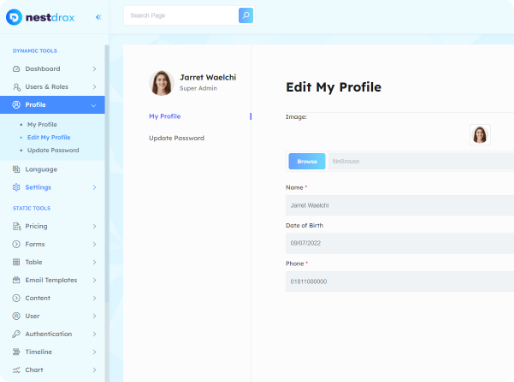 nestdrox
Search Page
DYNAMIC TOOLS
Dashboard
Users & Roles
Profile
My Profile
Edit My Profile
Update Password
Language
Settings
STATIC TOOLS
Pricing
Forms
Table
Email Templates
Content
User
Authentication
Timeline
Chart
Jarret Waelchi
Super Admin
My Profile
Update Password
Edit My Profile
Image:
Browse
Name *
Jarret Waelchi
Date of Birth
09/07/2022
Phone *
01811000000